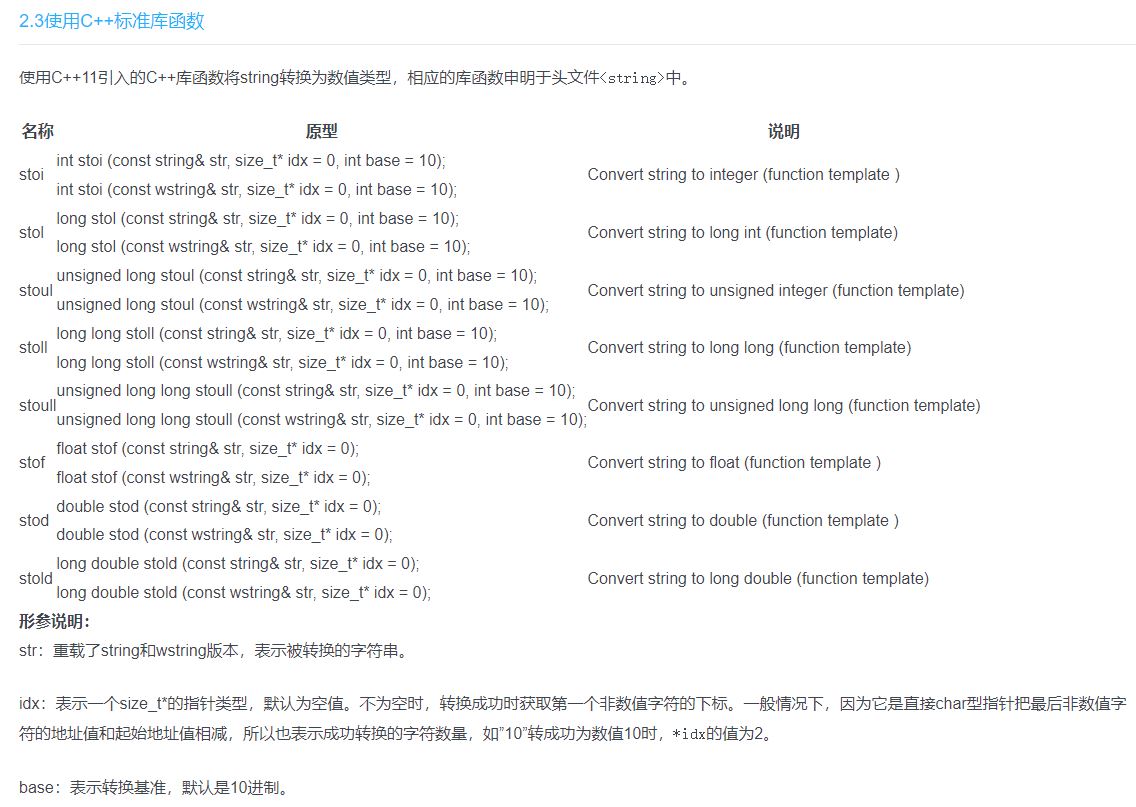 2.3使用C++标准库函数
使用C++11引入的C++库函数将string转换为数值类型，相应的库函数申明于头文件<string>中。
名称 原型 说明
stoi int stoi (const string& str, size_t* idx = 0, int base = 10);
int stoi (const wstring& str, size_t* idx = 0, int base = 10); Convert string to integer (function template )
stol long stol (const string& str, size_t* idx = 0, int base = 10);
long stol (const wstring& str, size_t* idx = 0, int base = 10); Convert string to long int (function template)
stoul unsigned long stoul (const string& str, size_t* idx = 0, int base = 10);
unsigned long stoul (const wstring& str, size_t* idx = 0, int base = 10); Convert string to unsigned integer (function template)
stoll long long stoll (const string& str, size_t* idx = 0, int base = 10);
long long stoll (const wstring& str, size_t* idx = 0, int base = 10); Convert string to long long (function template)
stoull unsigned long long stoull (const string& str, size_t* idx = 0, int base = 10);
unsigned long long stoull (const wstring& str, size_t* idx = 0, int base = 10); Convert string to unsigned long long (function template)
stof float stof (const string& str, size_t* idx = 0);
float stof (const wstring& str, size_t* idx = 0); Convert string to float (function template )
stod double stod (const string& str, size_t* idx = 0);
double stod (const wstring& str, size_t* idx = 0); Convert string to double (function template )
stold long double stold (const string& str, size_t* idx = 0);
long double stold (const wstring& str, size_t* idx = 0); Convert string to long double (function template)
形参说明：
str：重载了string和wstring版本，表示被转换的字符串。
idx：表示一个size_t*的指针类型，默认为空值。不为空时，转换成功时获取第一个非数值字符的下标。一般情况下，因为它是直接char型指针把最后非数值字
符的地址值和起始地址值相减，所以也表示成功转换的字符数量，如”10”转成功为数值10时，*idx的值为2。
base：表示转换基准，默认是10进制。